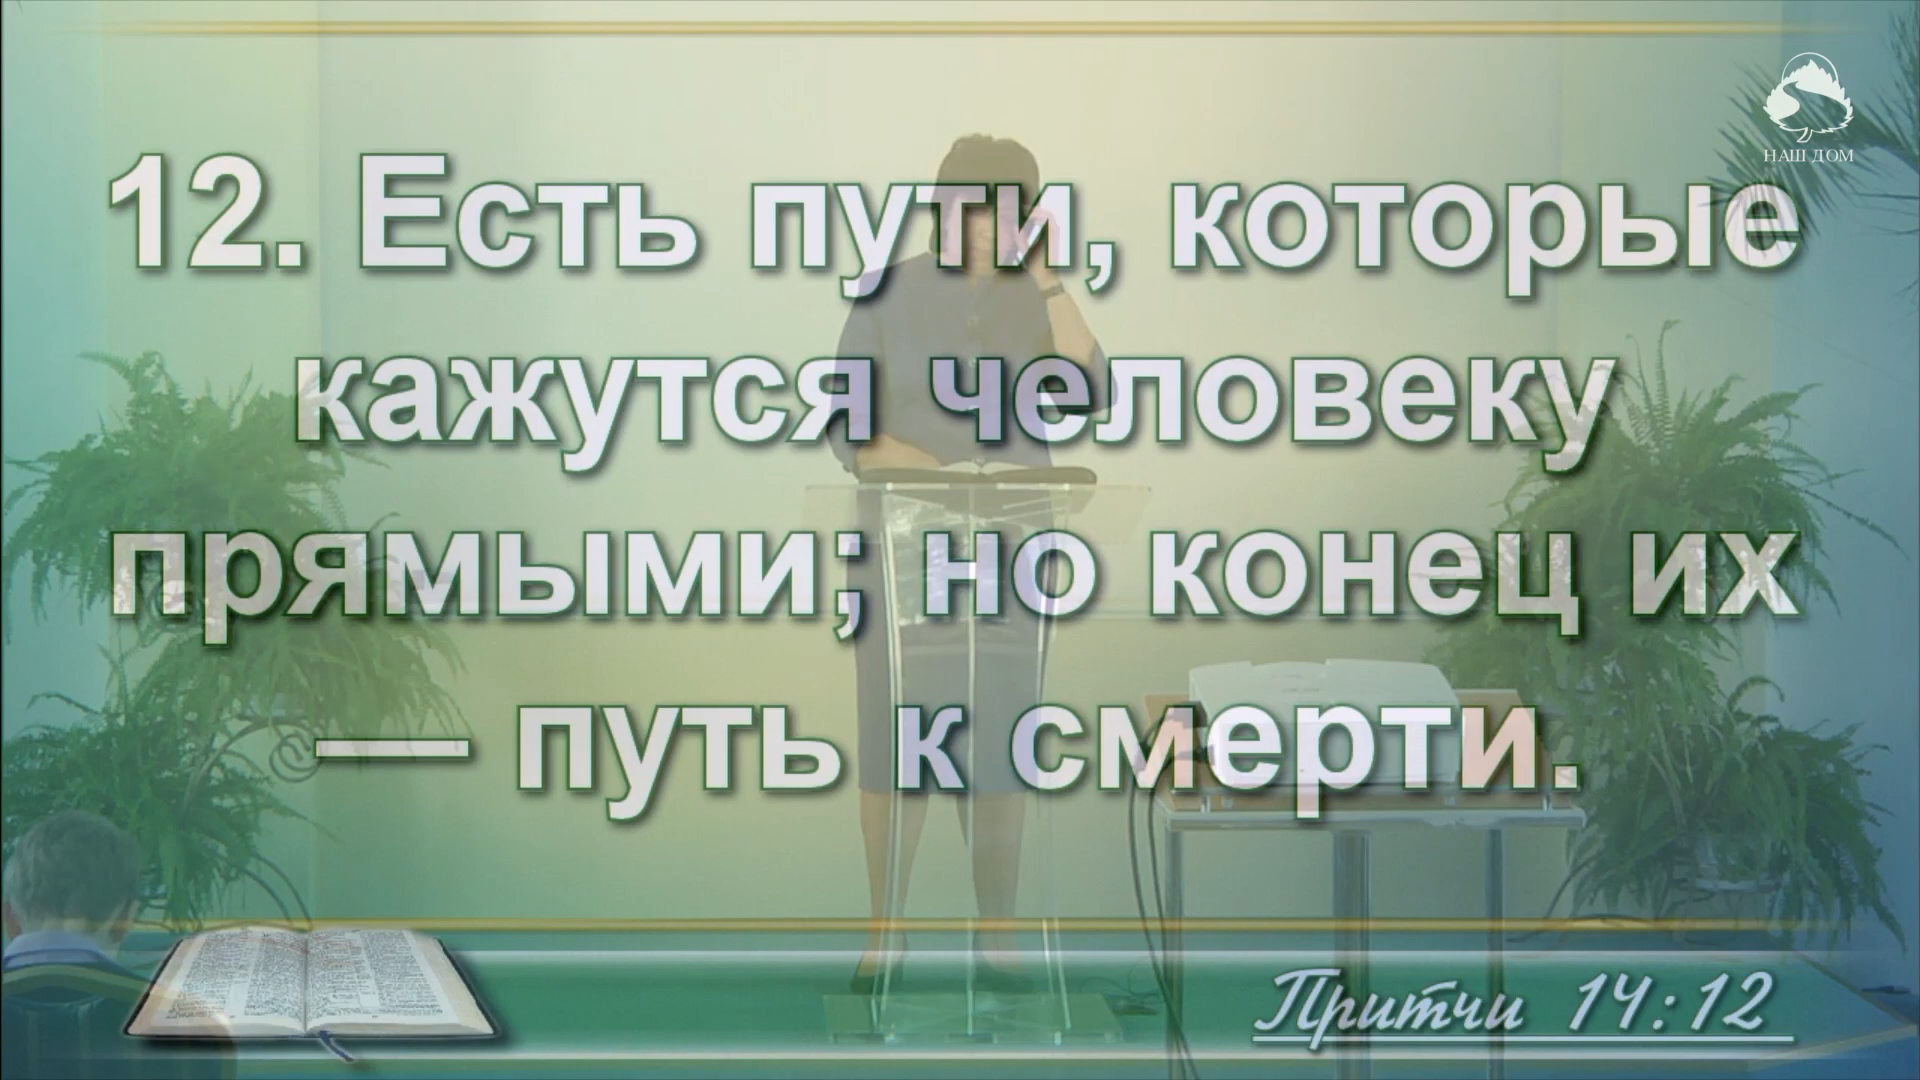 НАШ ДОМ
12. Есть пути, которые
кажутся человеку
прямыми; но конец их
— путь к смерти.
Притчи 14:12